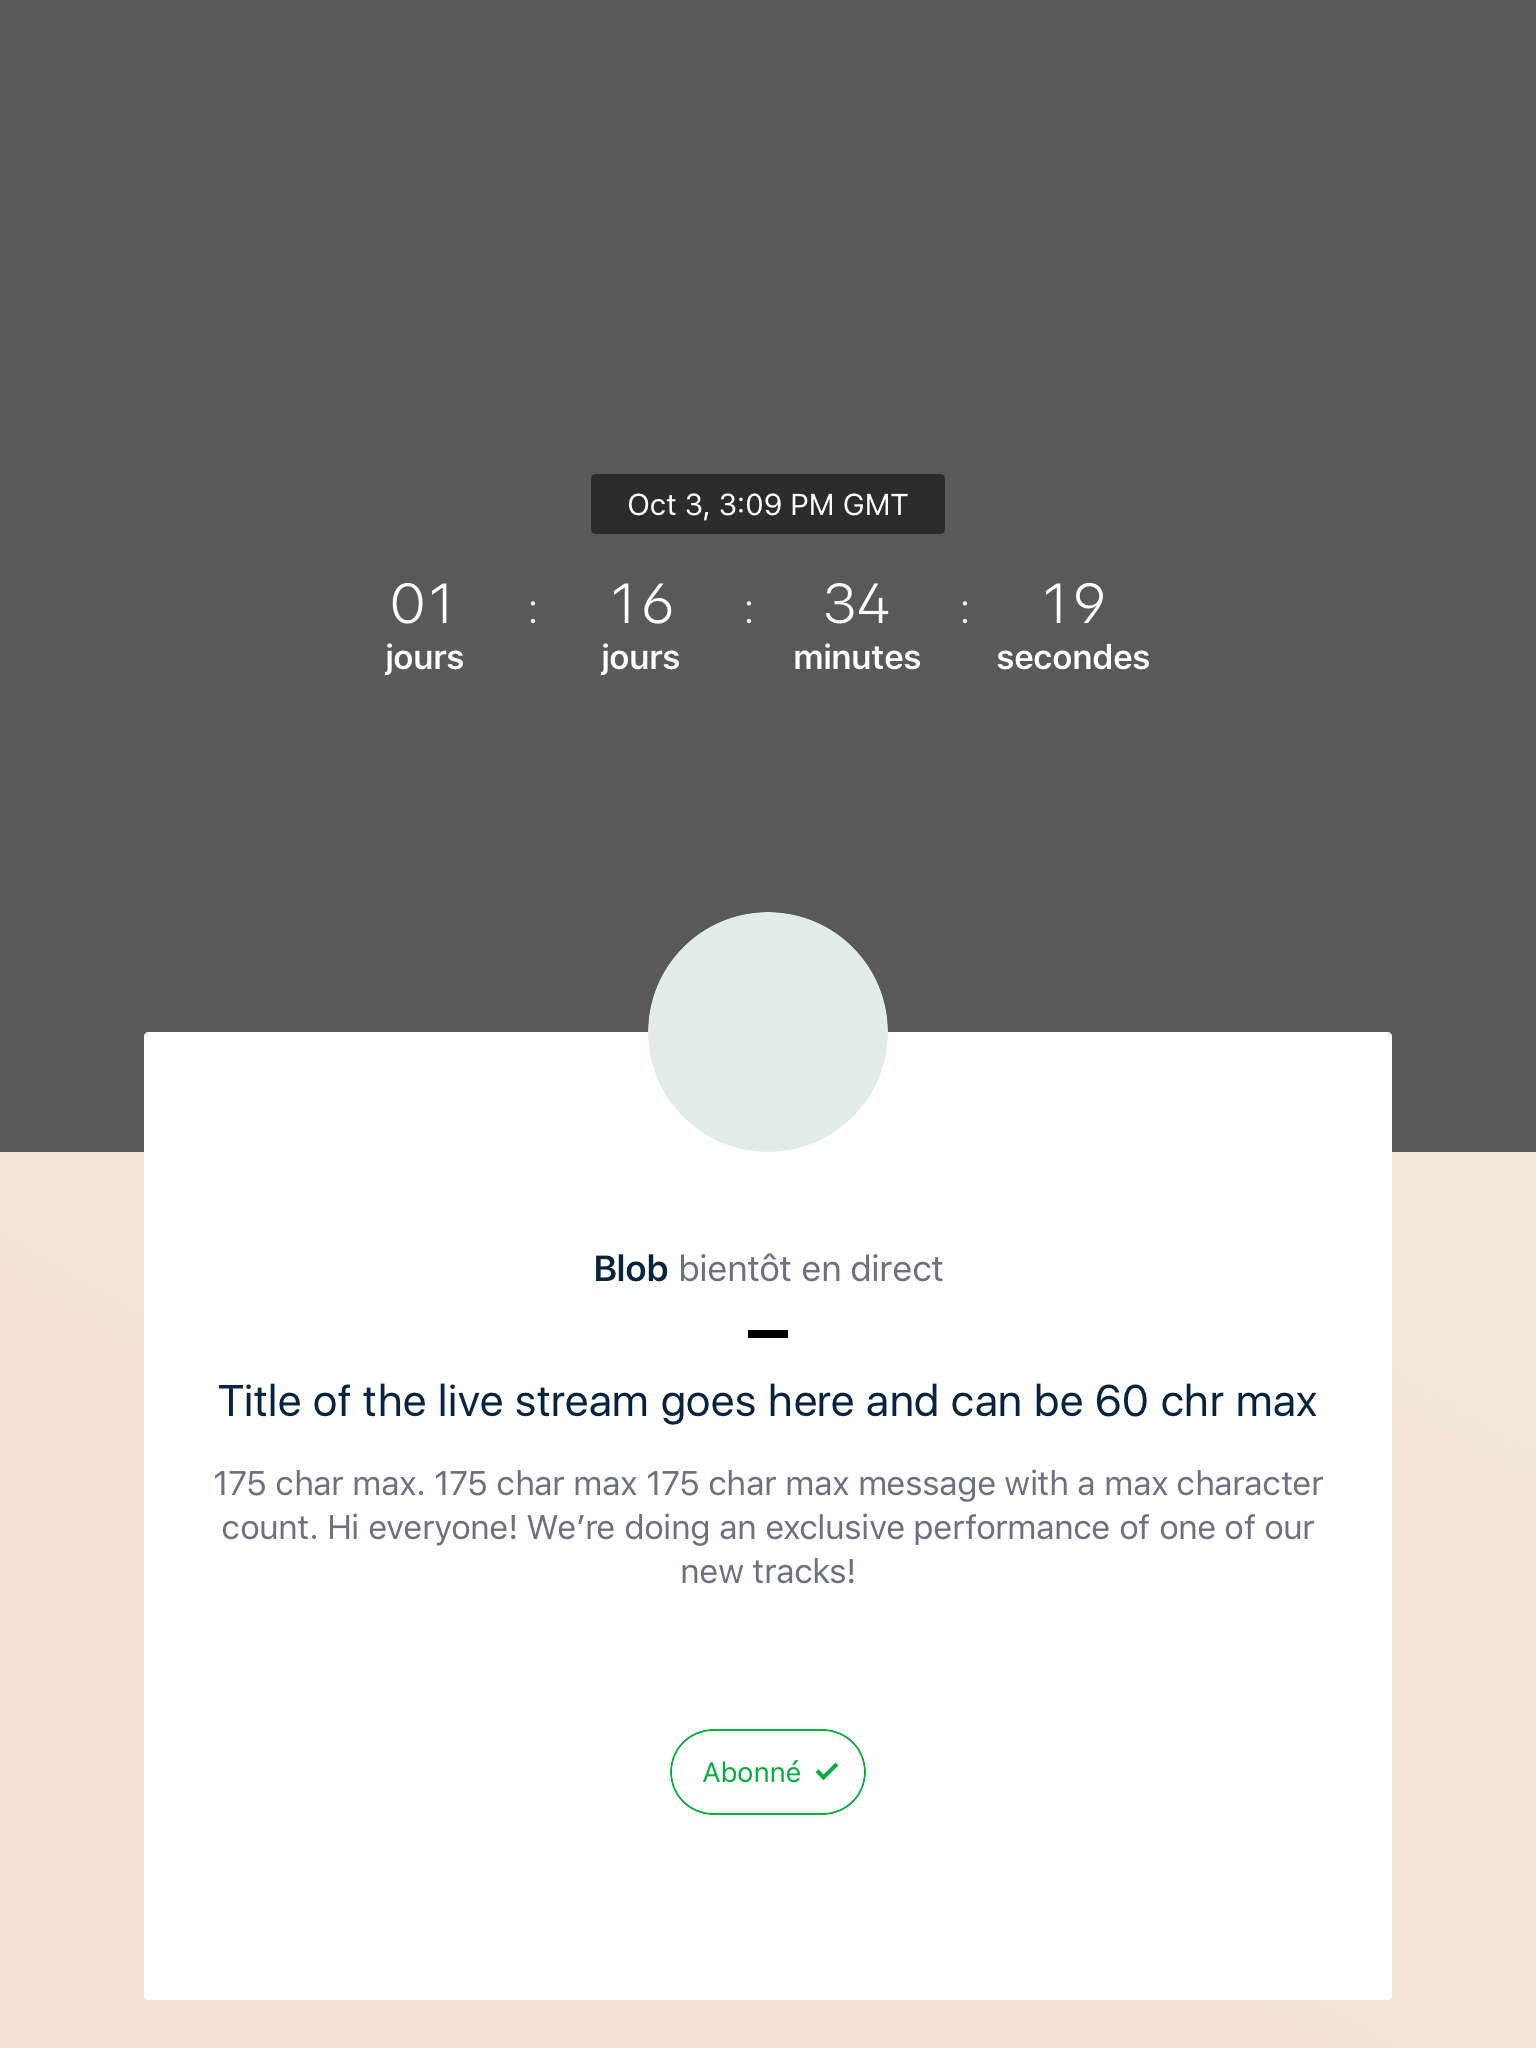 Oct 3, 3:09 PM GMT
01 : 16 : 34 : 19
jours jours minutes secondes
Blob bientôt en direct
Title of the live stream goes here and can be 60 chr max
175 char max. 175 char max 175 char max message with a max character
count. Hi everyone! We’re doing an exclusive performance of one of our
new tracks!
Abonné